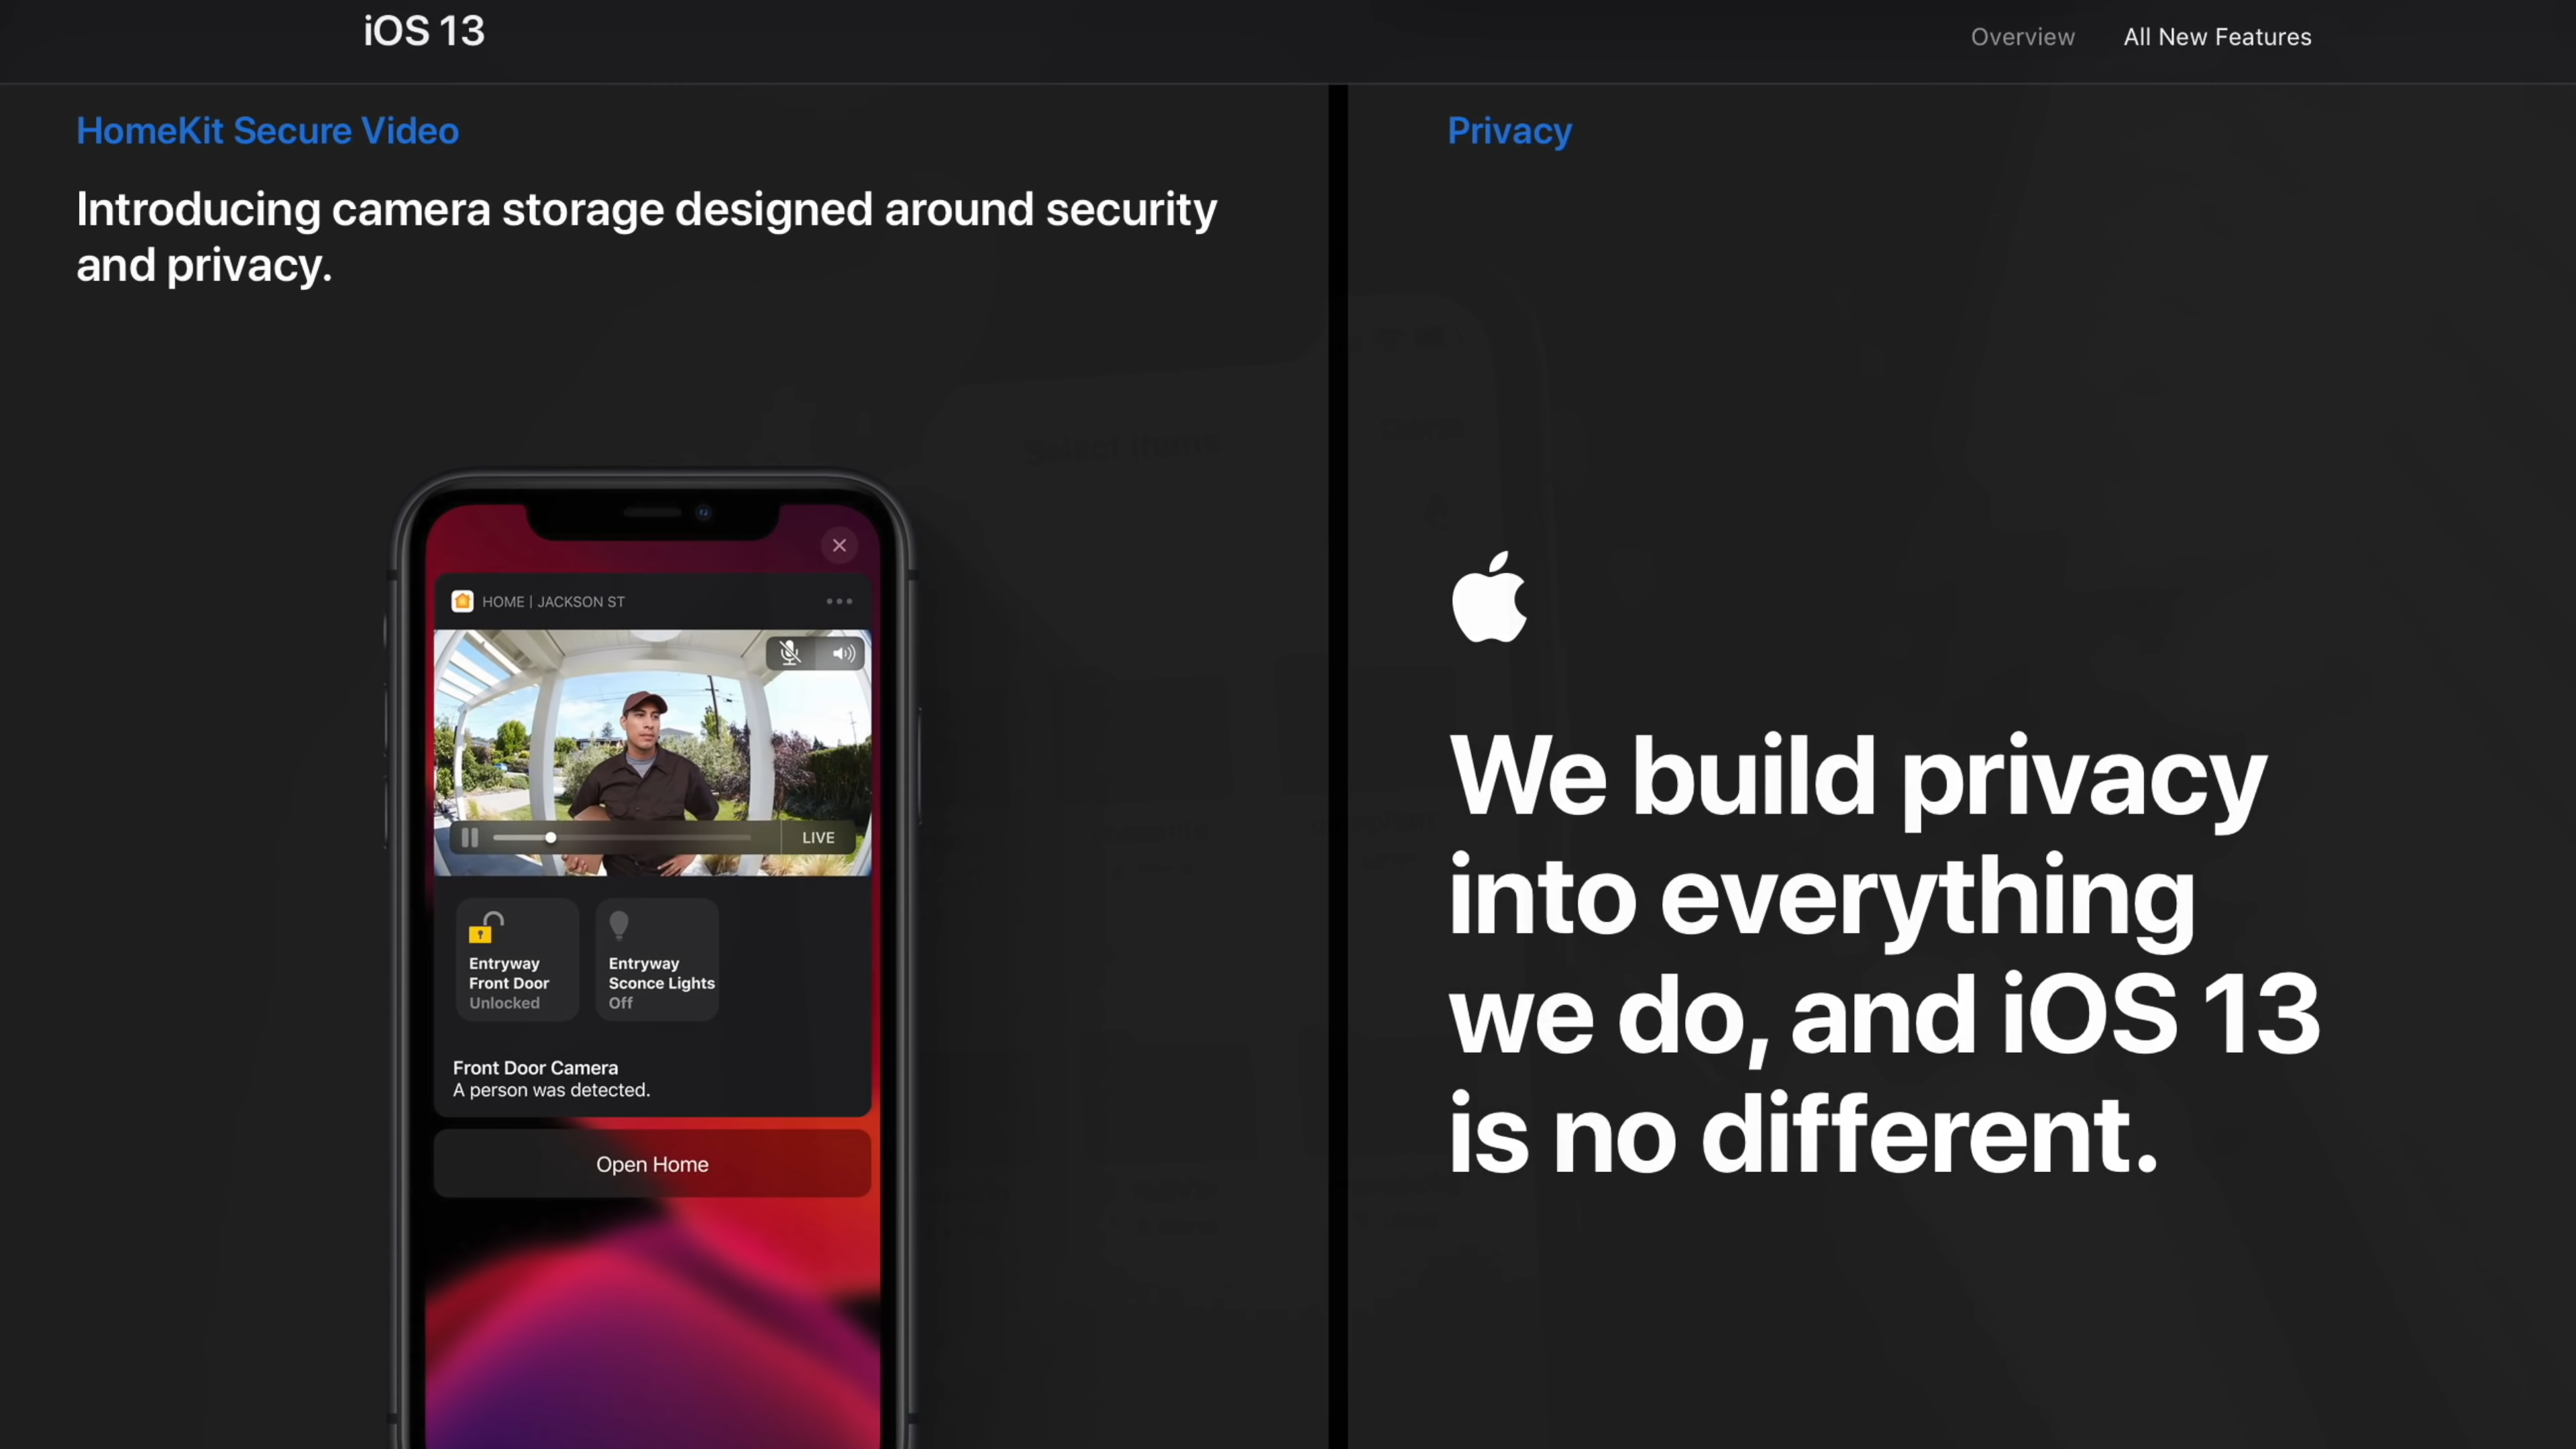 iOS 13
Overview
All New Features
HomeKit Secure Video
Introducing camera storage designed around security
and privacy.
HOME | JACKSON ST
LIVE
Entryway
Front Door
Unlocked
Entryway
Sconce Lights
Off
Front Door Camera
A person was detected.
Open Home
Privacy
We build privacy
into everything
we do, and iOS 13
is no different.
Select Items